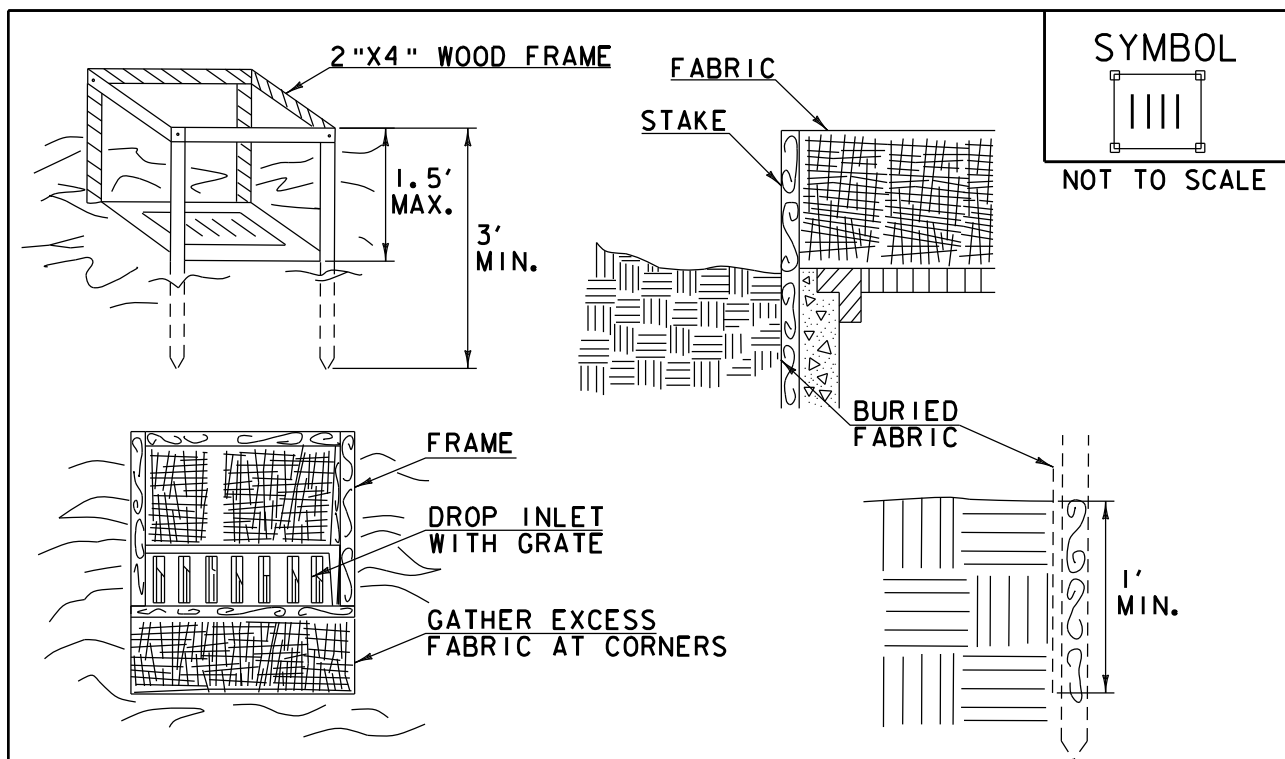 2"X4" WOOD FRAME
1.5'
MAX.
3'
MIN.
FABRIC
STAKE
SYMBOL
NOT TO SCALE
BURIED
FABRIC
FRAME
DROP INLET
WITH GRATE
GATHER EXCESS
FABRIC AT CORNERS
1'
MIN.